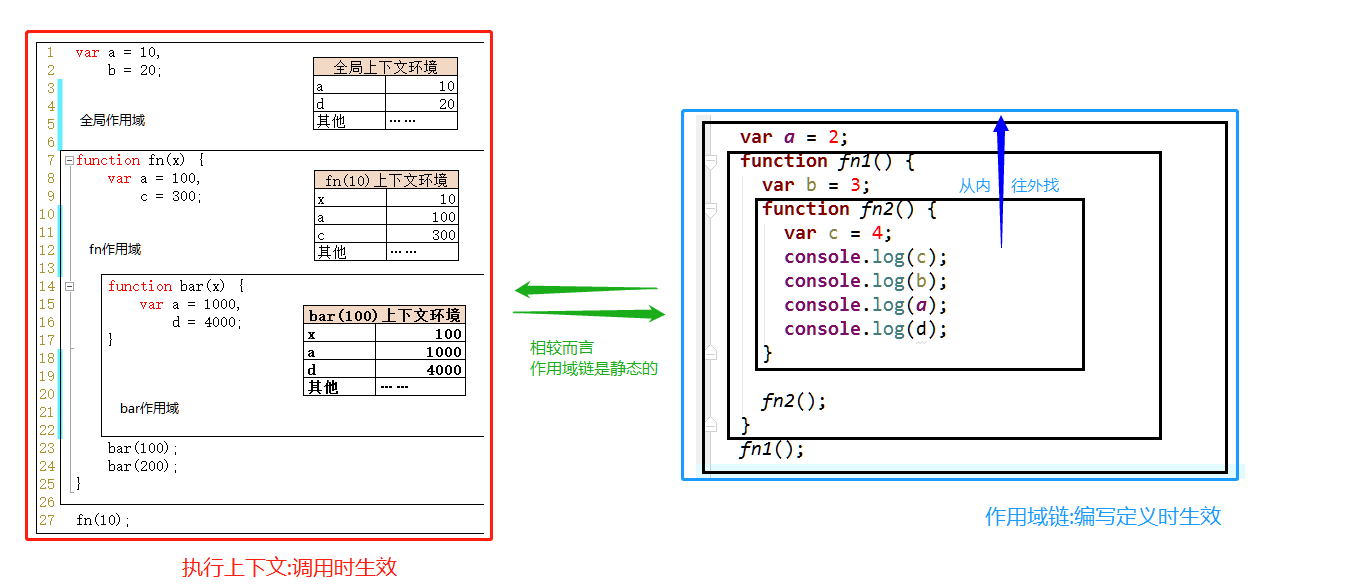 1 var a = 10,
2 b = 20;
3
4
5
6
全局作用域
全局上下文环境
a 10
d 20
其他 ……
7 function fn(x) {
8 var a = 100,
9 c = 300;
10
11
12
13
fn作用域
fn(10)上下文环境
x 10
a 100
c 300
其他 ……
14 function bar(x) {
15 var a = 1000,
16 d = 4000;
17 }
18
19
20
21
22
bar(100)上下文环境
x 100
a 1000
d 4000
其他 ……
bar作用域
23 bar(100);
24 bar(200);
25 }
26
27 fn(10);
执行上下文:调用时生效
相较而言
作用域链是静态的
var a = 2;
function fn1() {
var b = 3;
从内 往外找
function fn2() {
var c = 4;
console.log(c);
console.log(b);
console.log(a);
console.log(d);
}
fn2();
}
fn1();
作用域链:编写定义时生效